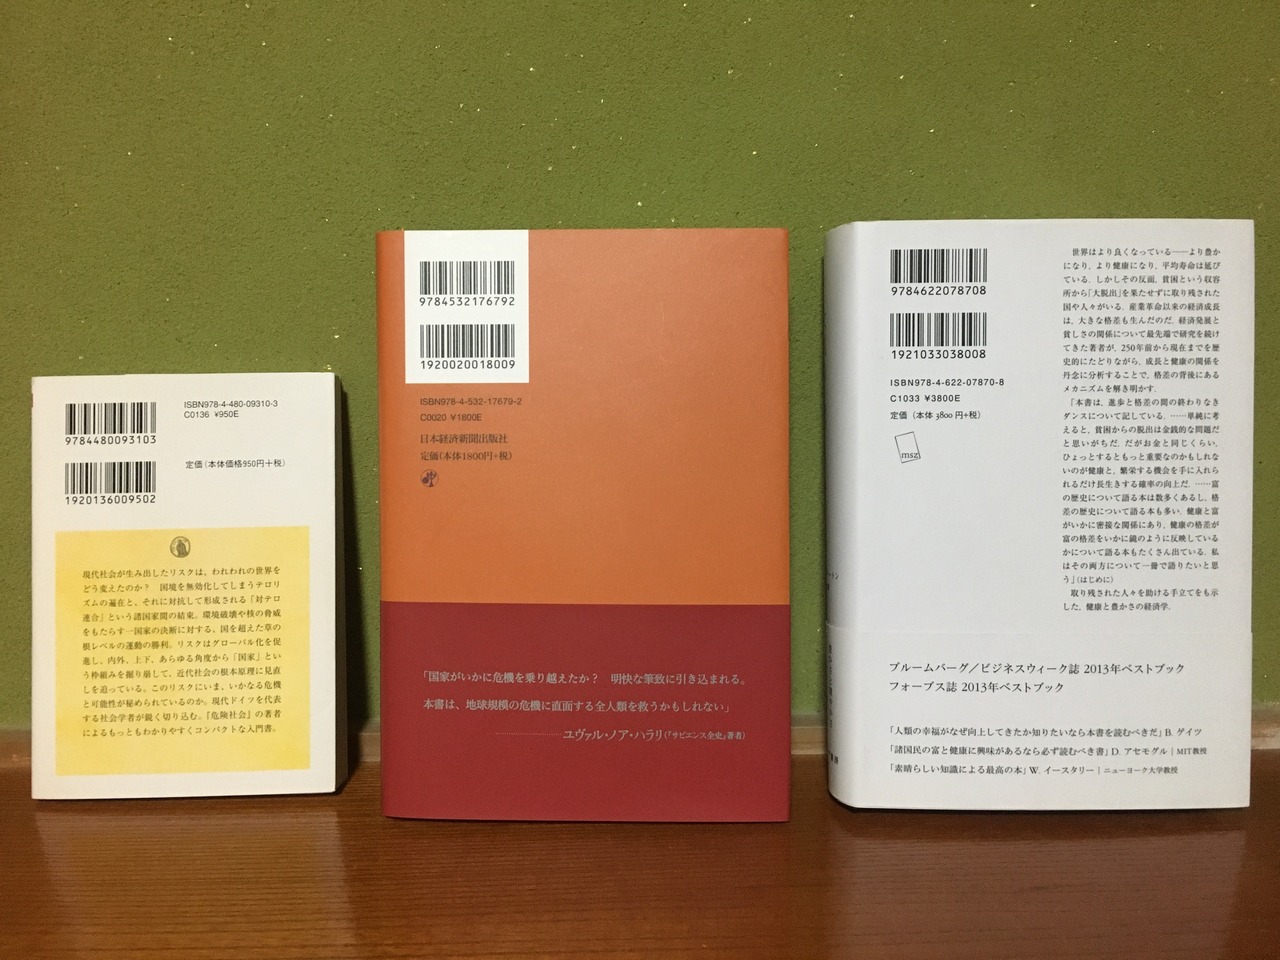 9784480093103
ISBN978-4-480-09310-3
C0136 ¥950E
1920136009502
定価(本体価格950円+税)
現代社会が生み出したリスクは、われわれの世界を
どう変えたのか？　国境を無効化してしまうテロリ
ズムの遍在と、それに対抗して形成される「対テロ
連合」という諸国家間の結束。環境破壊や核の脅威
をもたらす一国家の決断に対する、国を超えた草の
根レベルの運動の勝利。リスクはグローバル化を促
進し、内外、上下、あらゆる角度から「国家」とい
う枠組みを掘り崩して、近代社会の根本原理に見直
しを迫っている。このリスクにいま、いかなる危機
と可能性が秘められているのか。現代ドイツを代表
する社会学者が鋭く切り込む。『危険社会』の著者
によるもっともわかりやすくコンパクトな入門書。
9784532176792
1920020018009
ISBN978-4-532-17679-2
C0020 ¥1800E
日本経済新聞出版社
定価(本体1800円+税)
「国家がいかに危機を乗り越えたか？　明快な筆致に引き込まれる。
本書は、地球規模の危機に直面する全人類を救うかもしれない」
ユヴァル・ノア・ハラリ(『サピエンス全史』著者)
9784622078708
1921033038008
ISBN978-4-622-07870-8
C1033 ¥3800E
定価 (本体 3800 円+税)
msz
世界はより良くなっている——より豊か
になり，より健康になり，平均寿命は延び
ている．しかしその反面，貧困という収容
所から「大脱出」を果たせずに取り残された
国や人々がいる．産業革命以来の経済成長
は，大きな格差も生んだのだ．経済発展と
貧しさの関係について最先端で研究を続け
てきた著者が，250年前から現在までを歴
史的にたどりながら，成長と健康の関係を
丹念に分析することで，格差の背後にある
メカニズムを解き明かす．
「本書は，進歩と格差の間の終わりなき
ダンスについて記している．……単純に考
えると，貧困からの脱出は金銭的な問題だ
と思いがちだ．だがお金と同じくらい，
ひょっとするともっと重要なのかもしれな
いのが健康と，繁栄する機会を手に入れら
れるだけ長生きする確率の向上だ．……富
の歴史について語る本は数多くあるし，格
差の歴史について語る本も多い．健康と富
がいかに密接な関係にあり，健康の格差が
富の格差をいかに鏡のように反映している
かについて語る本もたくさん出ている．私
はその両方について一冊で語りたいと思
う」(はじめに)
取り残された人々を助ける手立てをも示
した，健康と豊かさの経済学．
ブルームバーグ／ビジネスウィーク誌 2013年ベストブック
フォーブス誌 2013年ベストブック
「人類の幸福がなぜ向上してきたか知りたいなら本書を読むべきだ」B. ゲイツ
「諸国民の富と健康に興味があるなら必ず読むべき書」D. アセモグル | MIT教授
「素晴らしい知識による最高の本」W. イースタリー | ニューヨーク大学教授